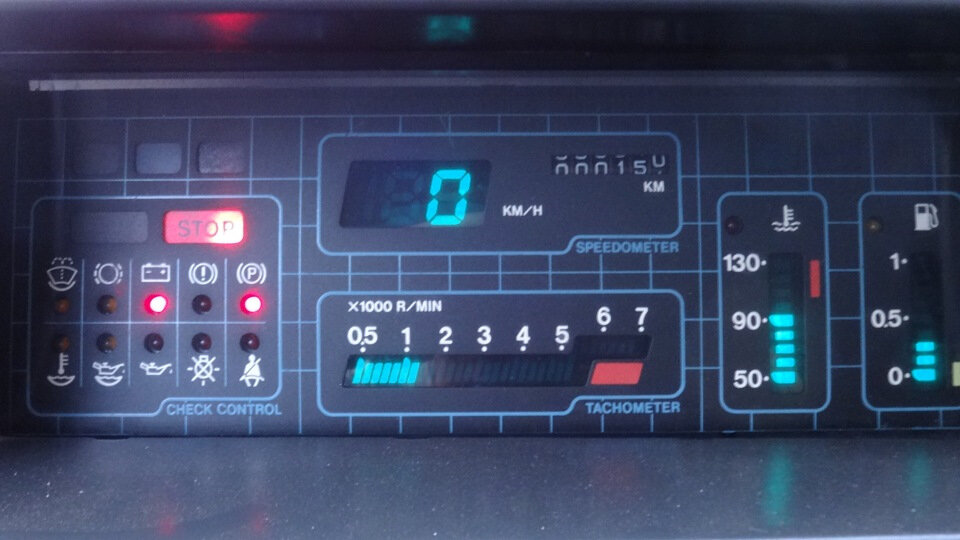 STOP
0
KM/H
00015
KM
SPEEDOMETER
P
CHECK CONTROL
X1000 R/MIN
0.5 1 2 3 4 5 6 7
TACHOMETER
130
90
50
1
0.5
0